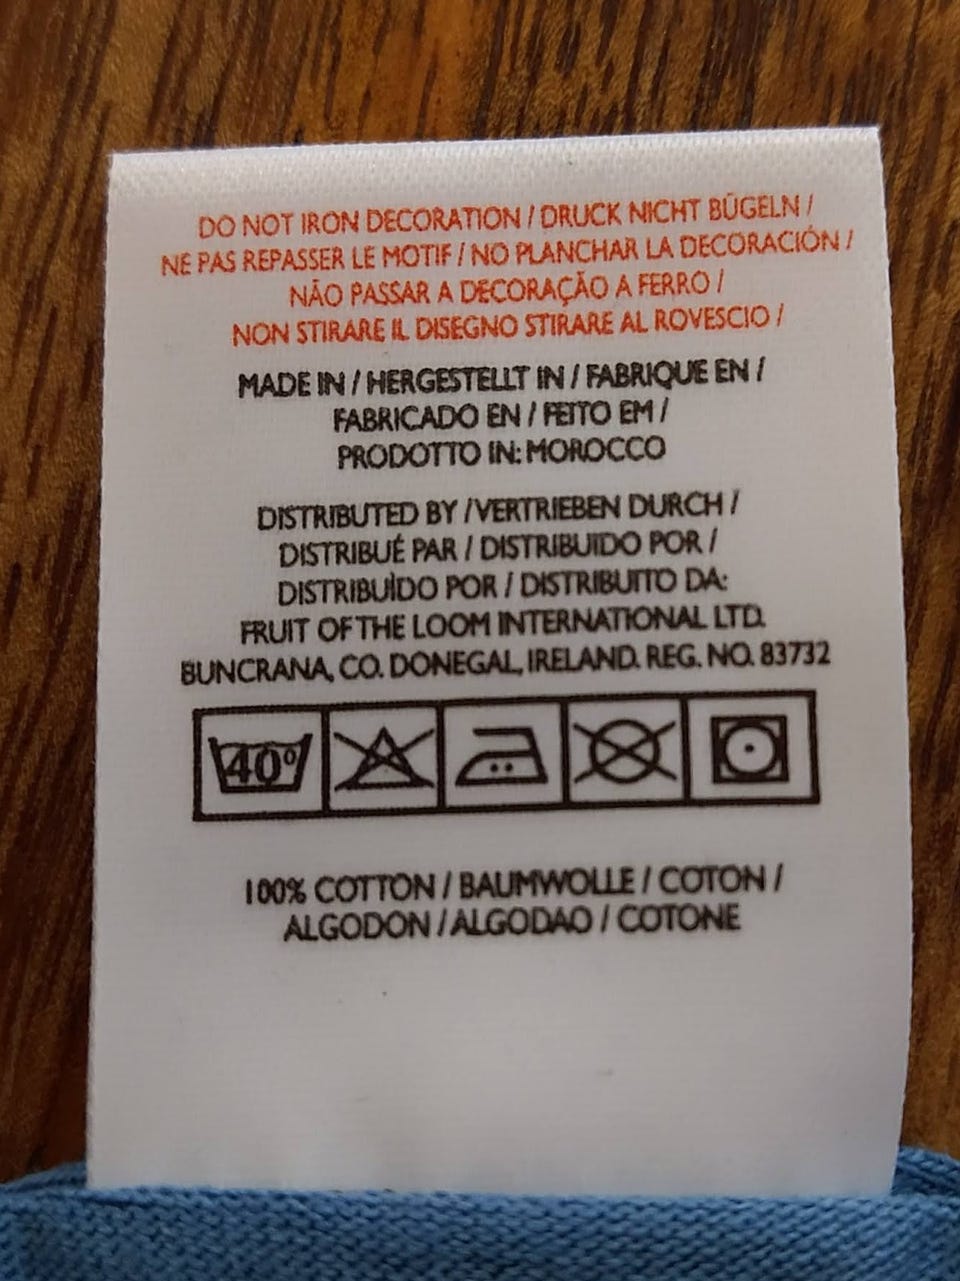 DO NOT IRON DECORATION / DRUCK NICHT BÜGELN /
NE PAS REPASSER LE MOTIF / NO PLANCHAR LA DECORACIÓN /
NÃO PASSAR A DECORAÇÃO A FERRO /
NON STIRARE IL DISEGNO STIRARE AL ROVESCIO /
MADE IN / HERGESTELLT IN / FABRIQUE EN /
FABRICADO EN / FEITO EM /
PRODOTTO IN: MOROCCO
DISTRIBUTED BY / VERTRIEBEN DURCH /
DISTRIBUÉ PAR / DISTRIBUIDO POR /
DISTRIBUÌDO POR / DISTRIBUITO DA:
FRUIT OF THE LOOM INTERNATIONAL LTD.
BUNCRANA, CO. DONEGAL, IRELAND. REG. NO. 83732
40°
100% COTTON / BAUMWOLLE / COTON /
ALGODON / ALGODAO / COTONE